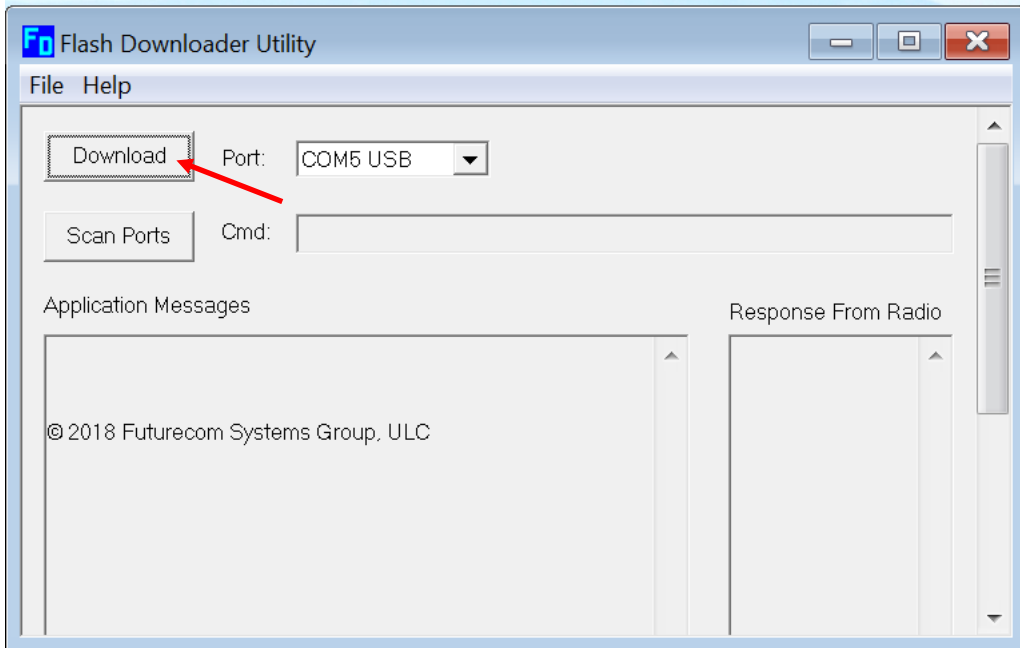 FD Flash Downloader Utility
File Help
Download Port: COM5 USB
Scan Ports Cmd:
Application Messages
Response From Radio
© 2018 Futurecom Systems Group, ULC